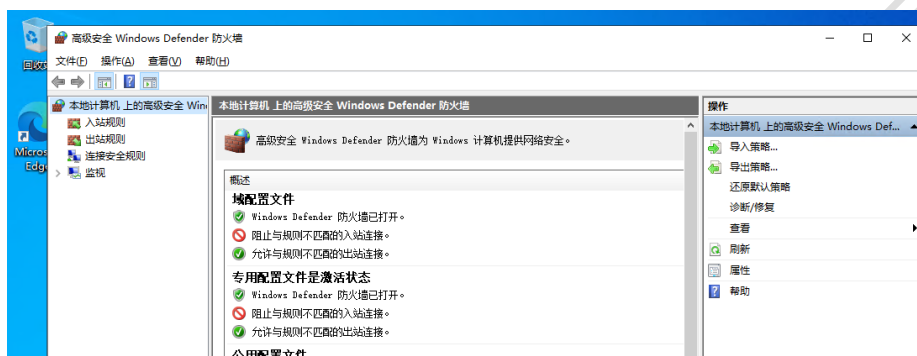 高级安全 Windows Defender 防火墙
文件(F) 操作(A) 查看(V) 帮助(H)
本地计算机 上的高级安全 Win
入站规则
出站规则
连接安全规则
监视
本地计算机 上的高级安全 Windows Defender 防火墙
高级安全 Windows Defender 防火墙为 Windows 计算机提供网络安全。
概述
域配置文件
Windows Defender 防火墙已打开。
阻止与规则不匹配的入站连接。
允许与规则不匹配的出站连接。
专用配置文件是激活状态
Windows Defender 防火墙已打开。
阻止与规则不匹配的入站连接。
允许与规则不匹配的出站连接。
公用配置文件
操作
本地计算机 上的高级安全 Windows Def...
导入策略...
导出策略...
还原默认策略
诊断/修复
查看
刷新
属性
帮助
回收
Micros
Edg